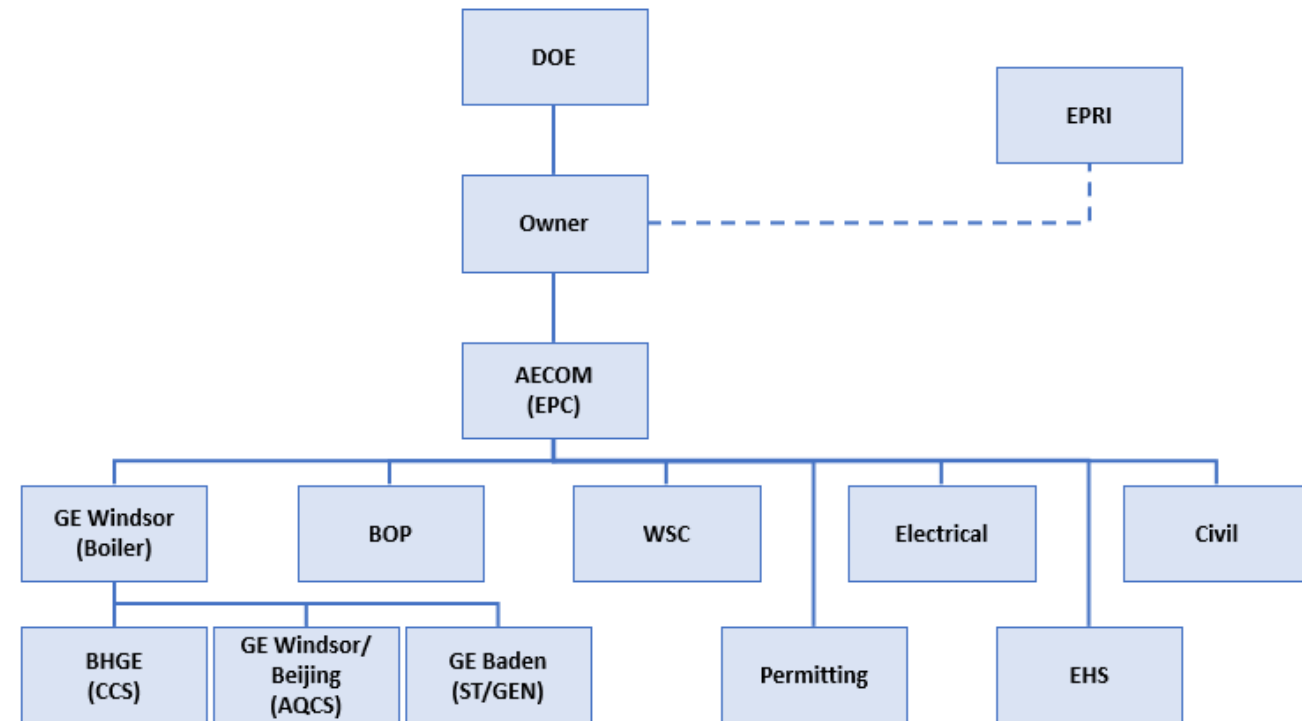 DOE
EPRI
Owner
AECOM
(EPC)
GE Windsor
(Boiler)
BOP
WSC
Electrical
Civil
BHGE
(CCS)
GE Windsor/
Beijing
(AQCS)
GE Baden
(ST/GEN)
Permitting
EHS